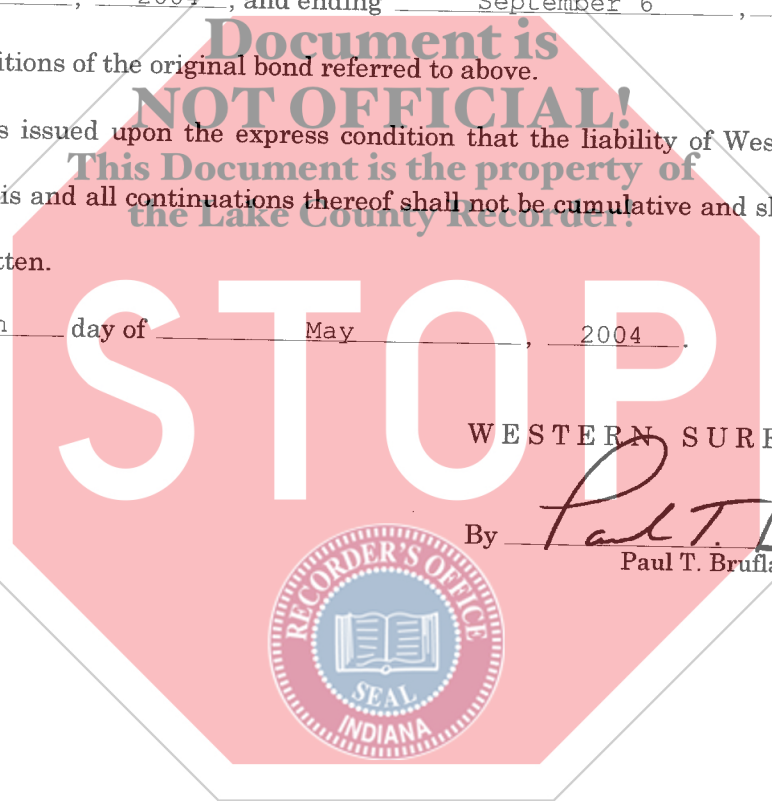 , 2004, and ending September 6,
Document is
itions of the original bond referred to above.
NOT OFFICIAL!
s issued upon the express condition that the liability of Wes
This Document is the property of
is and all continuations thereof shall not be cumulative and sl
the Lake County Recorder!
tten.
STOP
day of May, 2004.
WESTERN SURE
By Paul T.
Paul T. Brufla
RECORDER'S OFFICE
SEAL
INDIANA